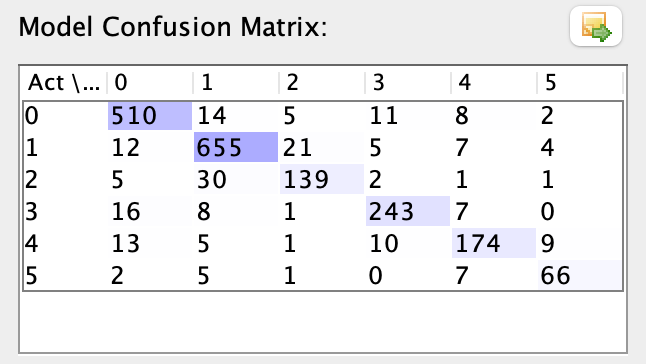 Model Confusion Matrix:
Act \... 0 1 2 3 4 5
0 510 14 5 11 8 2
1 12 655 21 5 7 4
2 5 30 139 2 1 1
3 16 8 1 243 7 0
4 13 5 1 10 174 9
5 2 5 1 0 7 66